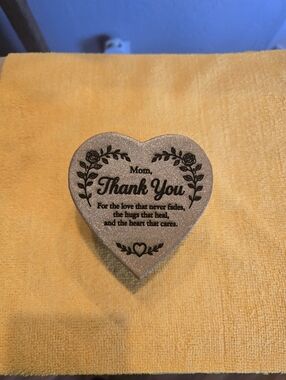 Mom,
Thank You
For the love that never fades,
the hugs that heal,
and the heart that cares.